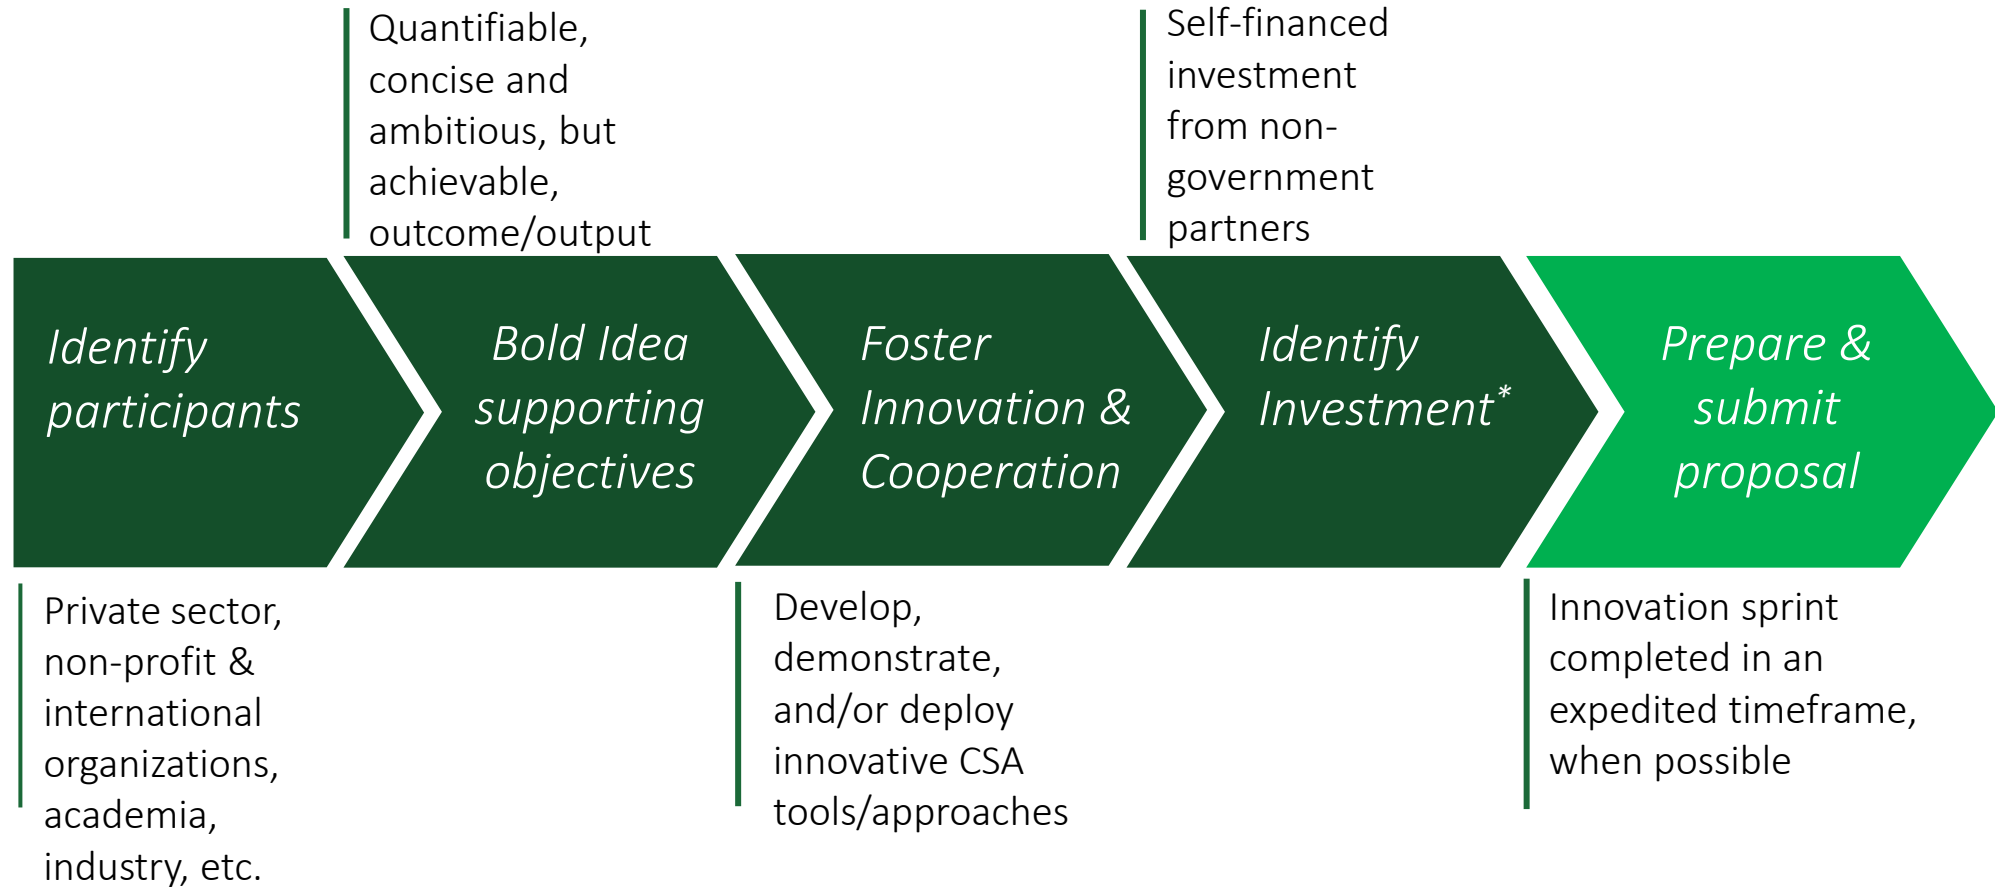 Quantifiable,
concise and
ambitious, but
achievable,
outcome/output
Self-financed
investment
from non-
government
partners
Identify
participants
Bold Idea
supporting
objectives
Foster
Innovation &
Cooperation
Identify
Investment*
Prepare &
submit
proposal
Private sector,
non-profit &
international
organizations,
academia,
industry, etc.
Develop,
demonstrate,
and/or deploy
innovative CSA
tools/approaches
Innovation sprint
completed in an
expedited timeframe,
when possible